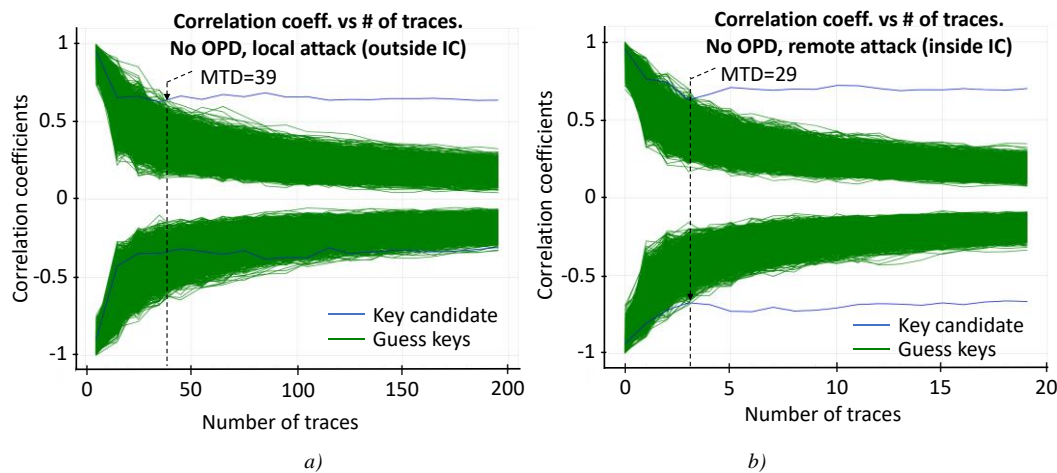 Correlation coeff. vs # of traces.
No OPD, local attack (outside IC)
MTD=39
1
0.5
0
-0.5
-1
Correlation coefficients
Key candidate
Guess keys
0
50
100
150
200
Number of traces
a)
Correlation coeff. vs # of traces.
No OPD, remote attack (inside IC)
MTD=29
1
0.5
0
-0.5
-1
Correlation coefficients
Key candidate
Guess keys
0
5
10
15
20
Number of traces
b)